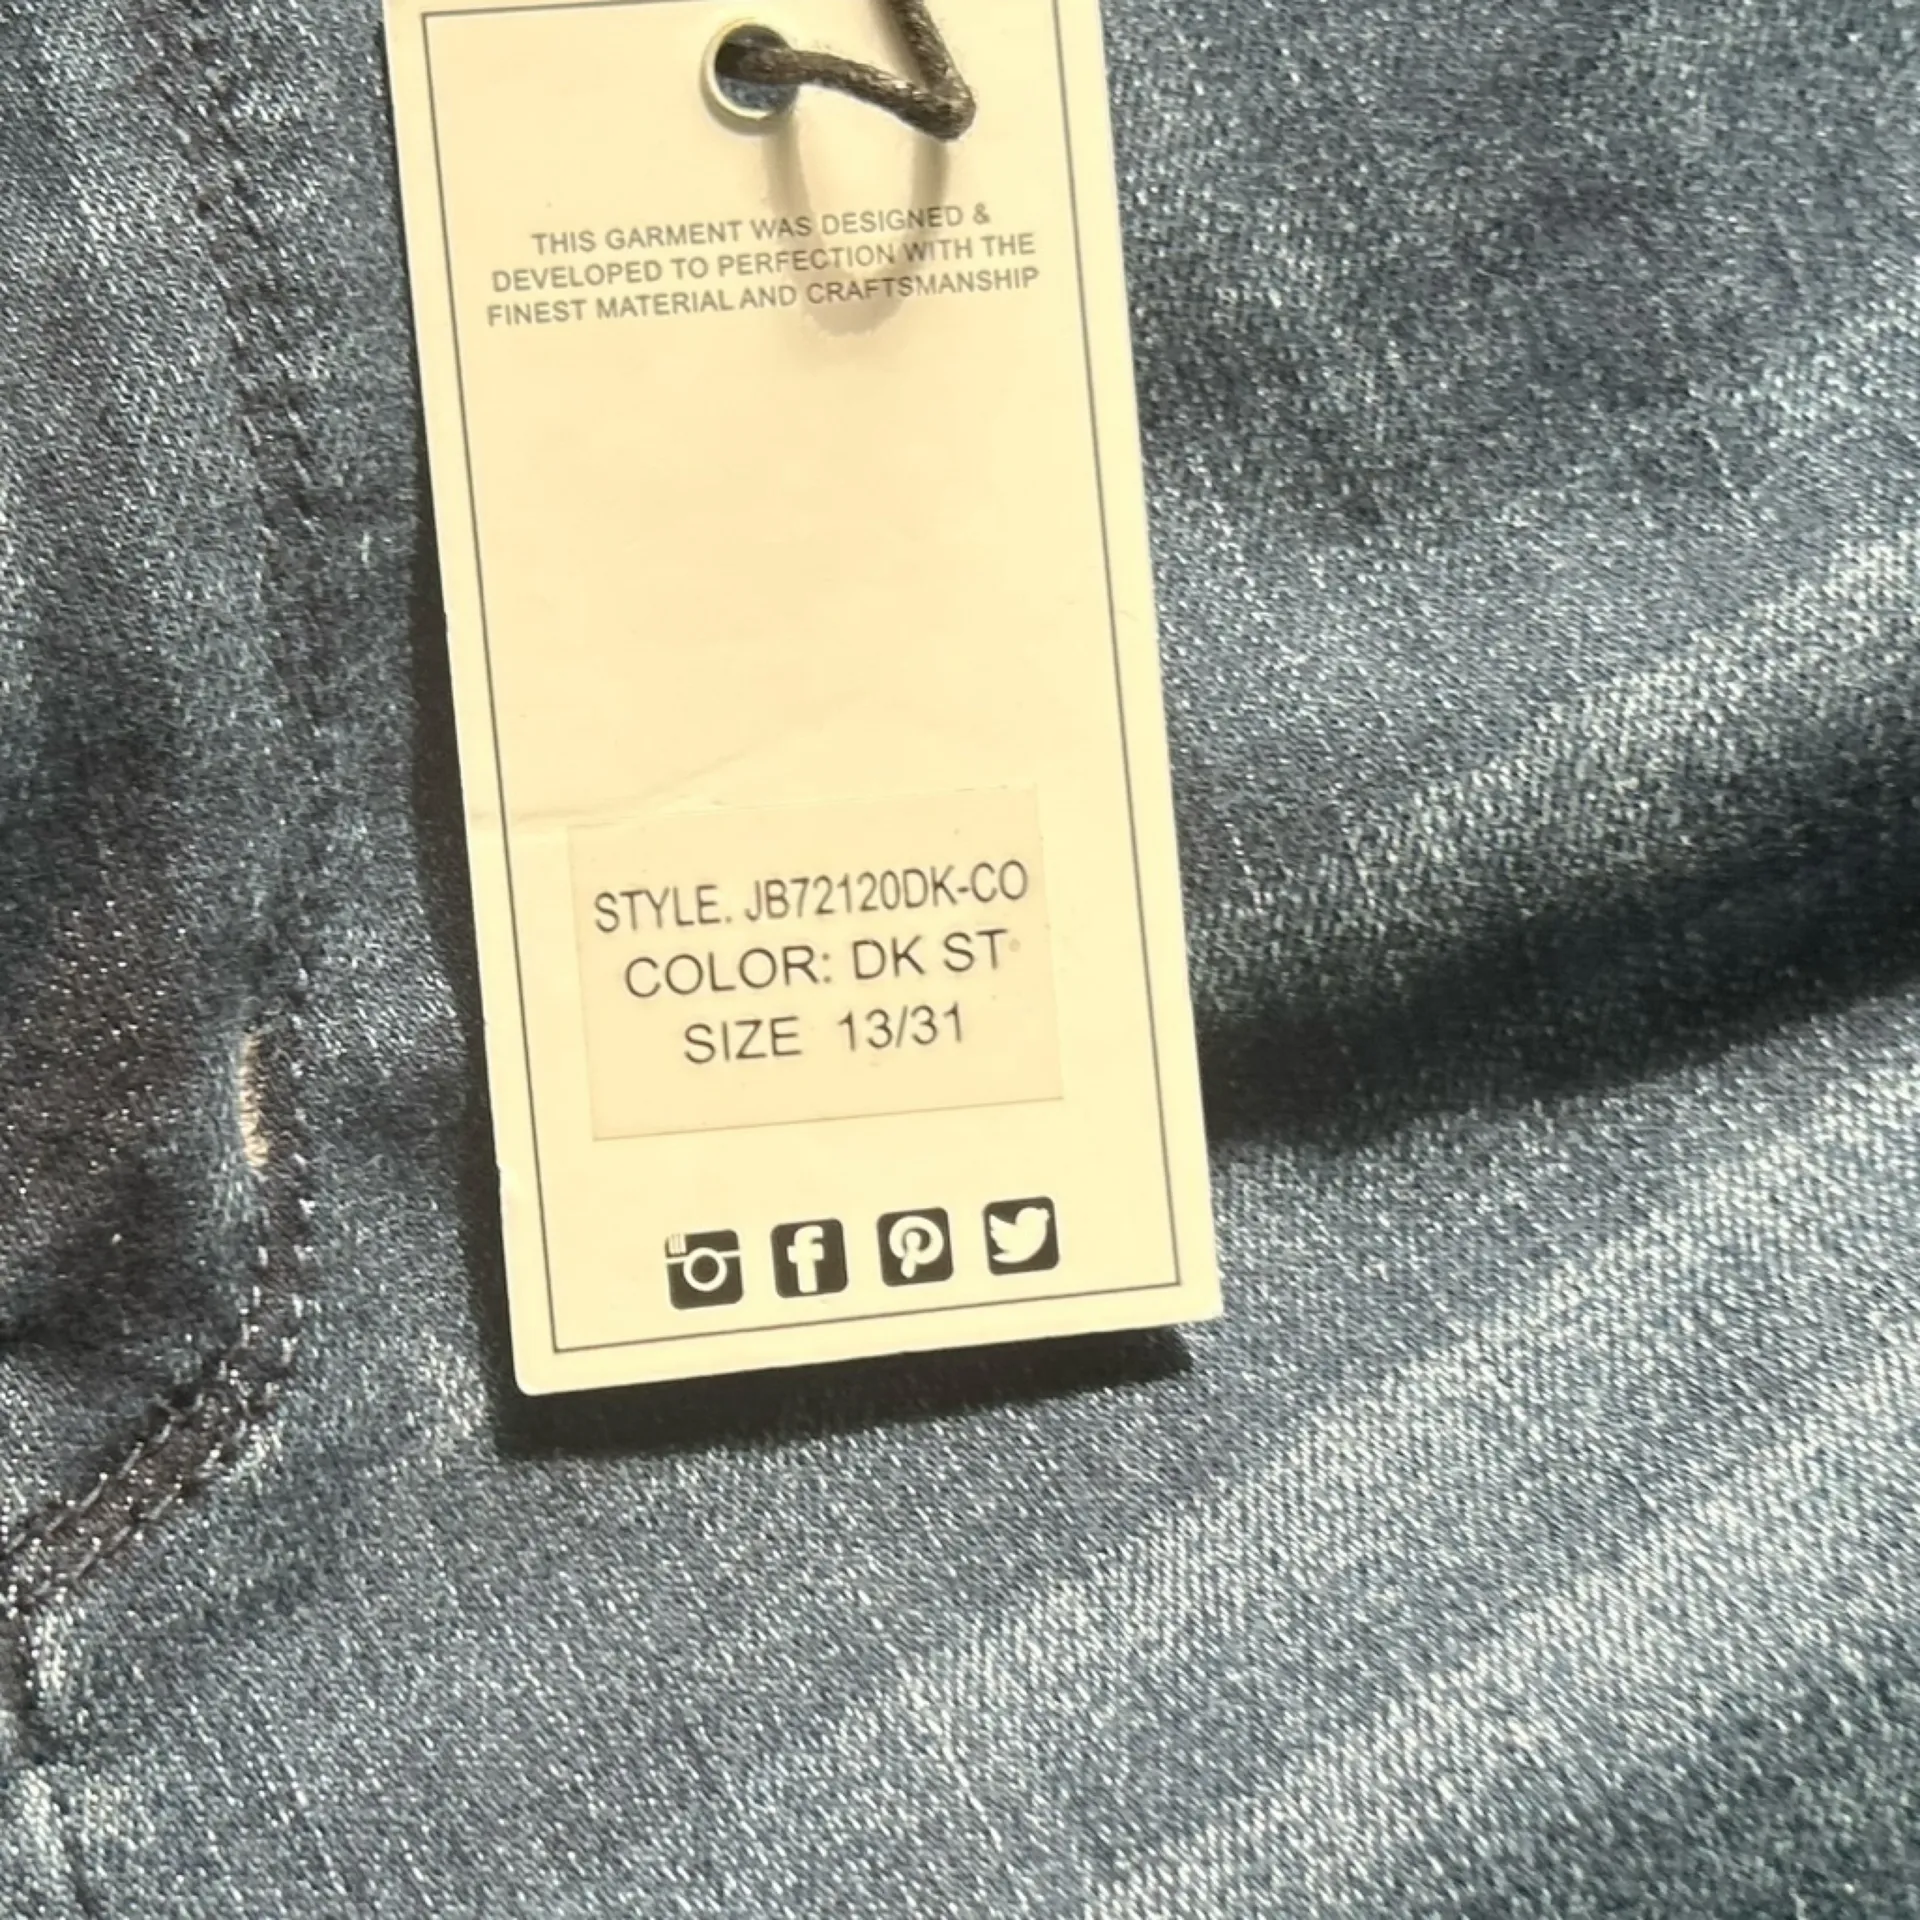 THIS GARMENT WAS DESIGNED &
DEVELOPED TO PERFECTION WITH THE
FINEST MATERIAL AND CRAFTSMANSHIP
STYLE. JB72120DK-CO
COLOR: DK ST
SIZE 13/31